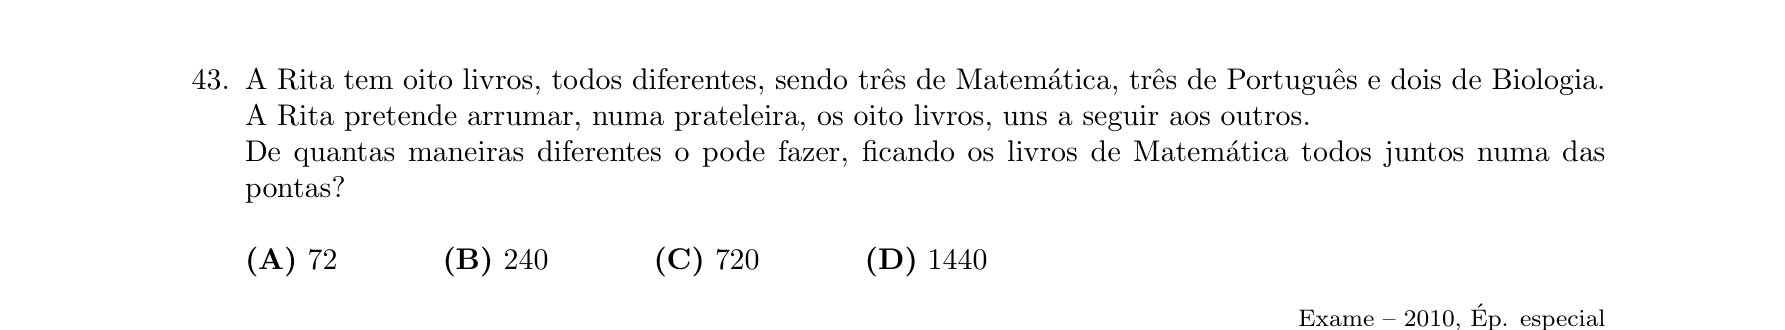 43. A Rita tem oito livros, todos diferentes, sendo três de Matemática, três de Português e dois de Biologia.
A Rita pretende arrumar, numa prateleira, os oito livros, uns a seguir aos outros.
De quantas maneiras diferentes o pode fazer, ficando os livros de Matemática todos juntos numa das
pontas?
(A) 72 (B) 240 (C) 720 (D) 1440
Exame – 2010, Ép. especial